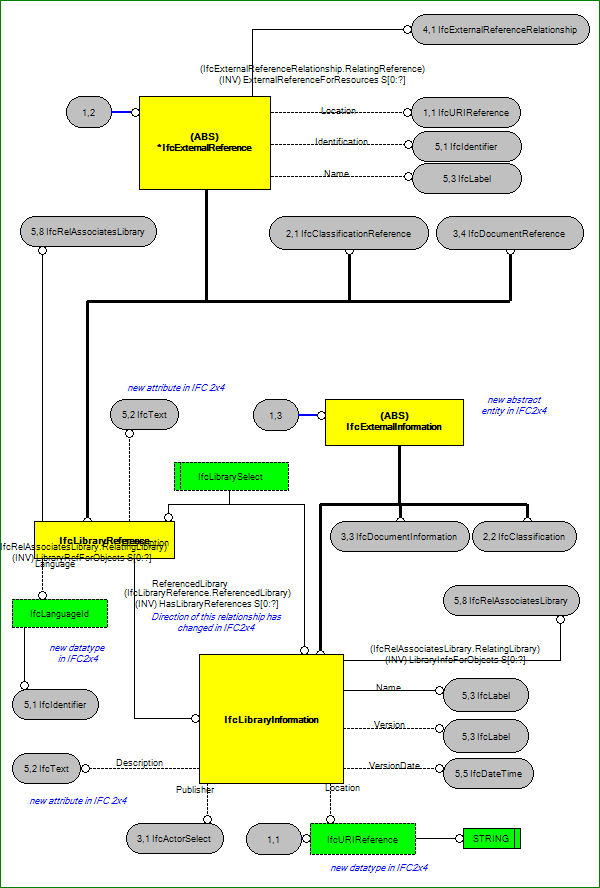 4,1 IfcExternalReferenceRelationship
(IfcExternalReferenceRelationship.RelatingReference)
(INV) ExternalReferenceForResources S[0:?]
1,2
(ABS)
*IfcExternalReference
Location
1,1 IfcURIReference
Identification
5,1 IfcIdentifier
Name
5,3 IfcLabel
5,8 IfcRelAssociatesLibrary
2,1 IfcClassificationReference
3,4 IfcDocumentReference
new attribute in IFC 2x4
5,2 IfcText
1,3
(ABS)
IfcExternalInformation
new abstract
entity in IFC2x4
IfcLibrarySelect
IfcLibraryReference
IfcRelAssociatesLibrary.RelatingLibrary)
(INV) LibraryRefForObjects S[0:?]
Language
3,3 IfcDocumentInformation
2,2 IfcClassification
ReferencedLibrary
(IfcLibraryReference.ReferencedLibrary)
(INV) HasLibraryReferences S[0:?]
Direction of this relationship has
changed in IFC2x4
IfcLanguageId
new datatype
in IFC2x4
5,1 IfcIdentifier
5,8 IfcRelAssociatesLibrary
(IfcRelAssociatesLibrary.RelatingLibrary)
(INV) LibraryInfoForObjects S[0:?]
IfcLibraryInformation
Name
5,3 IfcLabel
Version
5,3 IfcLabel
VersionDate
5,5 IfcDateTime
5,2 IfcText
Description
new attribute in IFC 2x4
Publisher
Location
3,1 IfcActorSelect
1,1
IfcURIReference
STRING
new datatype in IFC2x4